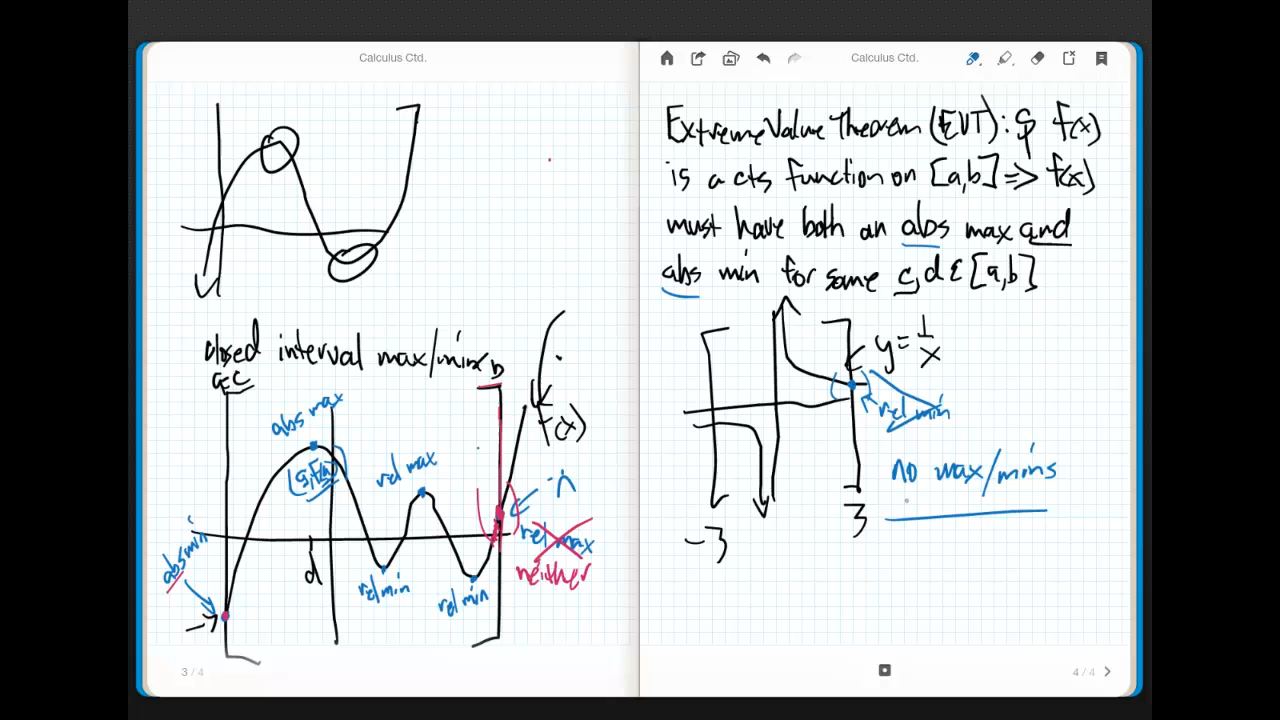 Calculus Ctd.
closed interval max/mins
a c
b
abs max
rel max
f(x)
abs min
d
rel min
rel min
rel max
neither
3 / 4
Calculus Ctd.
Extreme Value Theorem (EVT): If f(x)
is a cts function on [a,b] => f(x)
must have both an abs max and
abs min for some c,d ε [a,b]
y = 1/x
rel min
no max/mins
-3
3
4 / 4